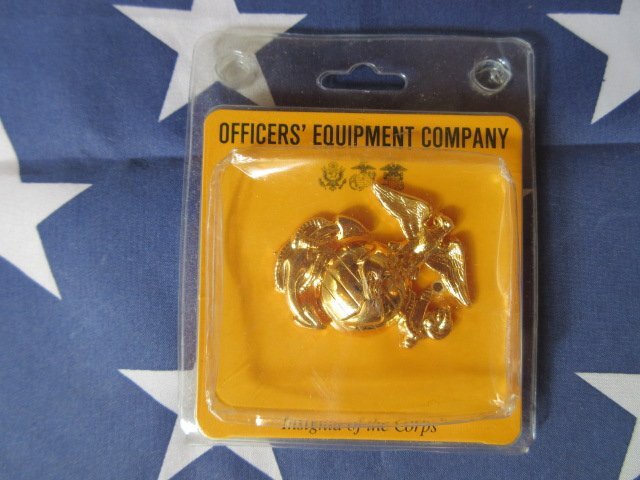 OFFICERS' EQUIPMENT COMPANY
Insignia of the Corps